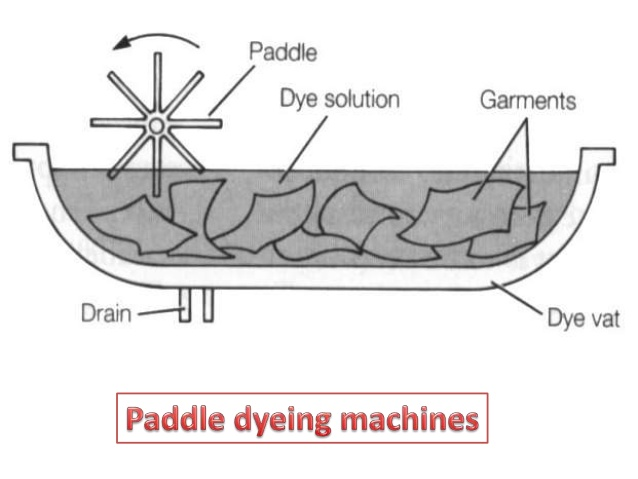 Paddle
Dye solution
Garments
Drain
Dye vat
Paddle dyeing machines